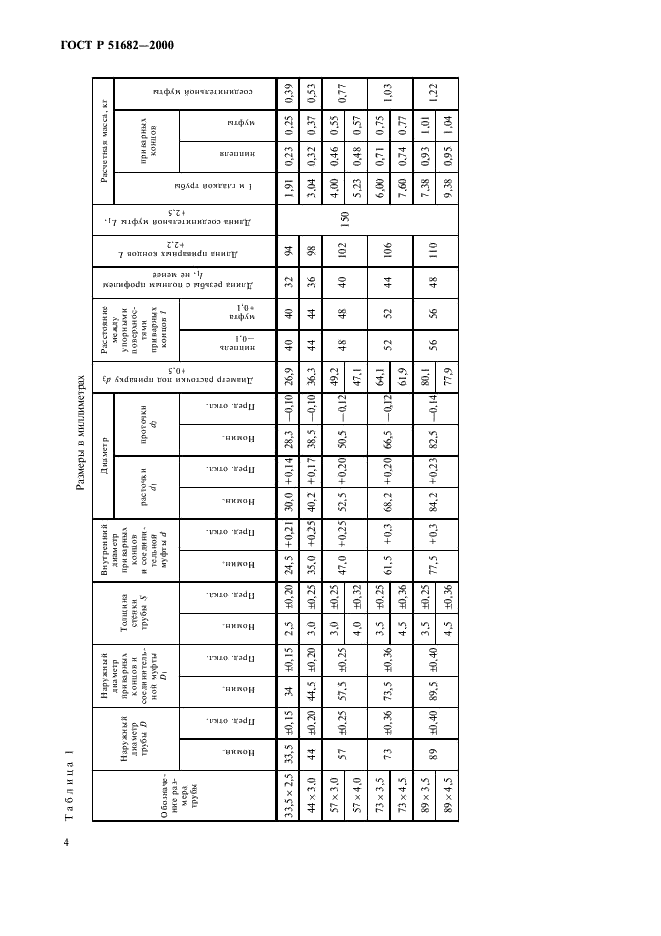 ГОСТ Р 51682—2000
Таблица 1
Размеры в миллиметрах
Обозначе-
ние раз-
мера
трубы
Наружный
диаметр
трубы D
Номин.
Пред. откл.
Наружный
диаметр
приварных
концов и
соединитель-
ной муфты
D1
Номин.
Пред. откл.
Толщина
стенки
трубы S
Номин.
Пред. откл.
Внутренний
диаметр
приварных
концов
и соедини-
тельной
муфты d
Номин.
Пред. откл.
Диаметр
расточки
d1
Номин.
Пред. откл.
проточки
d2
Номин.
Пред. откл.
Диаметр расточки под приварку d3
+0,5
Расстояние
между
упорными
поверхнос-
тями
приварных
концов l
ниппель
—0,1
муфта
+0,1
Длина резьбы с полным профилем
l1, не менее
Длина приварных концов L
+2,2
Длина соединительной муфты L1,
+2,5
Расчетная масса, кг
1 м гладкой трубы
приварных
концов
ниппеля
муфты
соединительной муфты
33,5 × 2,5 33,5 ±0,15 34 ±0,15 2,5 ±0,20 24,5 +0,21 30,0 +0,14 28,3 —0,10 26,9 40 40 32 94 150 1,91 0,23 0,25 0,39
44 × 3,0 44 ±0,20 44,5 ±0,20 3,0 ±0,25 35,0 +0,25 40,2 +0,17 38,5 —0,10 36,3 44 44 36 98 3,04 0,32 0,37 0,53
57 × 3,0 57 ±0,25 57,5 ±0,25 3,0 ±0,25 47,0 +0,25 52,5 +0,20 50,5 —0,12 49,2 48 48 40 102 4,00 0,46 0,55 0,77
57 × 4,0 4,0 ±0,32 47,1 5,23 0,48 0,57
73 × 3,5 73 ±0,36 73,5 ±0,36 3,5 ±0,25 61,5 +0,3 68,2 +0,20 66,5 —0,12 64,1 52 52 44 106 6,00 0,71 0,75 1,03
73 × 4,5 4,5 ±0,36 61,9 7,60 0,74 0,77
89 × 3,5 89 ±0,40 89,5 ±0,40 3,5 ±0,25 77,5 +0,3 84,2 +0,23 82,5 —0,14 80,1 56 56 48 110 7,38 0,93 1,01 1,22
89 × 4,5 4,5 ±0,36 77,9 9,38 0,95 1,04
4